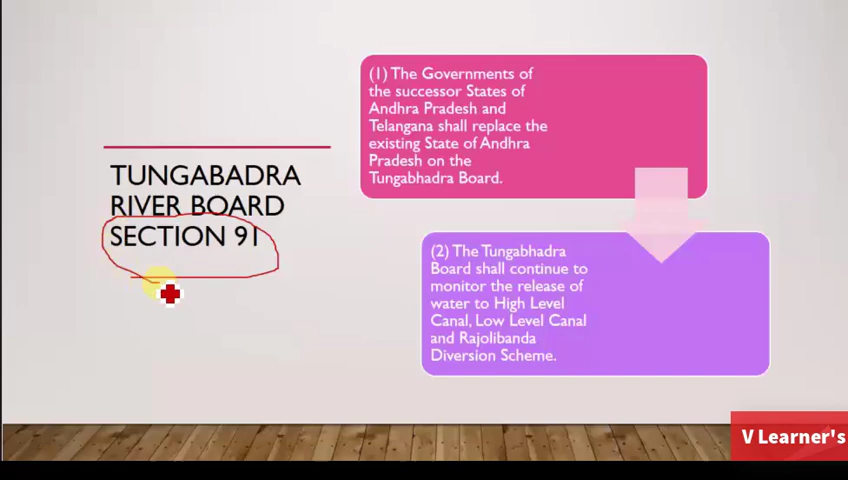 TUNGABADRA
RIVER BOARD
SECTION 91
(1) The Governments of
the successor States of
Andhra Pradesh and
Telangana shall replace the
existing State of Andhra
Pradesh on the
Tungabhadra Board.
(2) The Tungabhadra
Board shall continue to
monitor the release of
water to High Level
Canal, Low Level Canal
and Rajolibanda
Diversion Scheme.
V Learner's